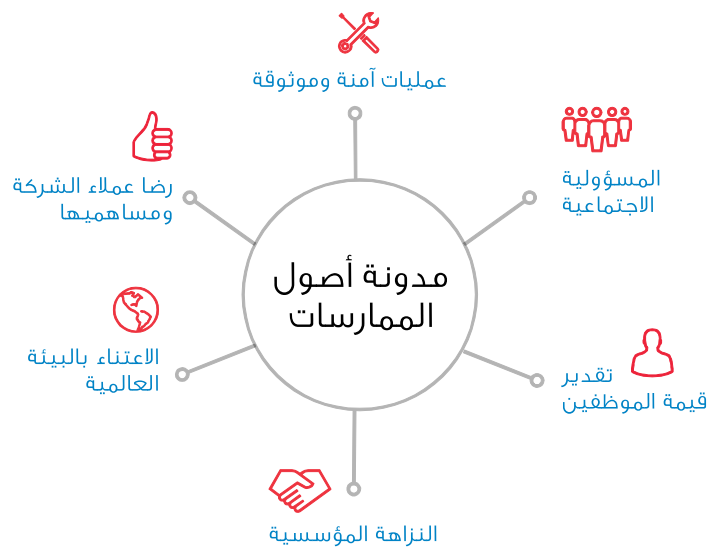 عمليات آمنة وموثوقة
المسؤولية
الاجتماعية
رضا عملاء الشركة
ومساهميها
مدونة أصول
الممارسات
تقدير
قيمة الموظفين
الاعتناء بالبيئة
العالمية
النزاهة المؤسسية